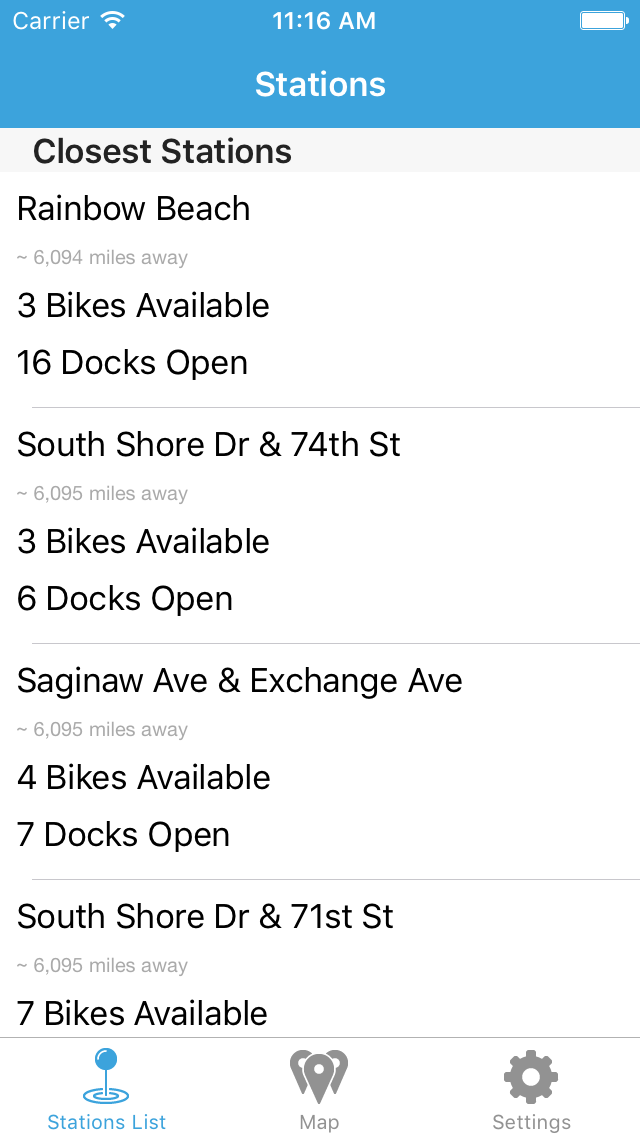 Carrier 11:16 AM
Stations
Closest Stations
Rainbow Beach
~ 6,094 miles away
3 Bikes Available
16 Docks Open
South Shore Dr & 74th St
~ 6,095 miles away
3 Bikes Available
6 Docks Open
Saginaw Ave & Exchange Ave
~ 6,095 miles away
4 Bikes Available
7 Docks Open
South Shore Dr & 71st St
~ 6,095 miles away
7 Bikes Available
Stations List Map Settings